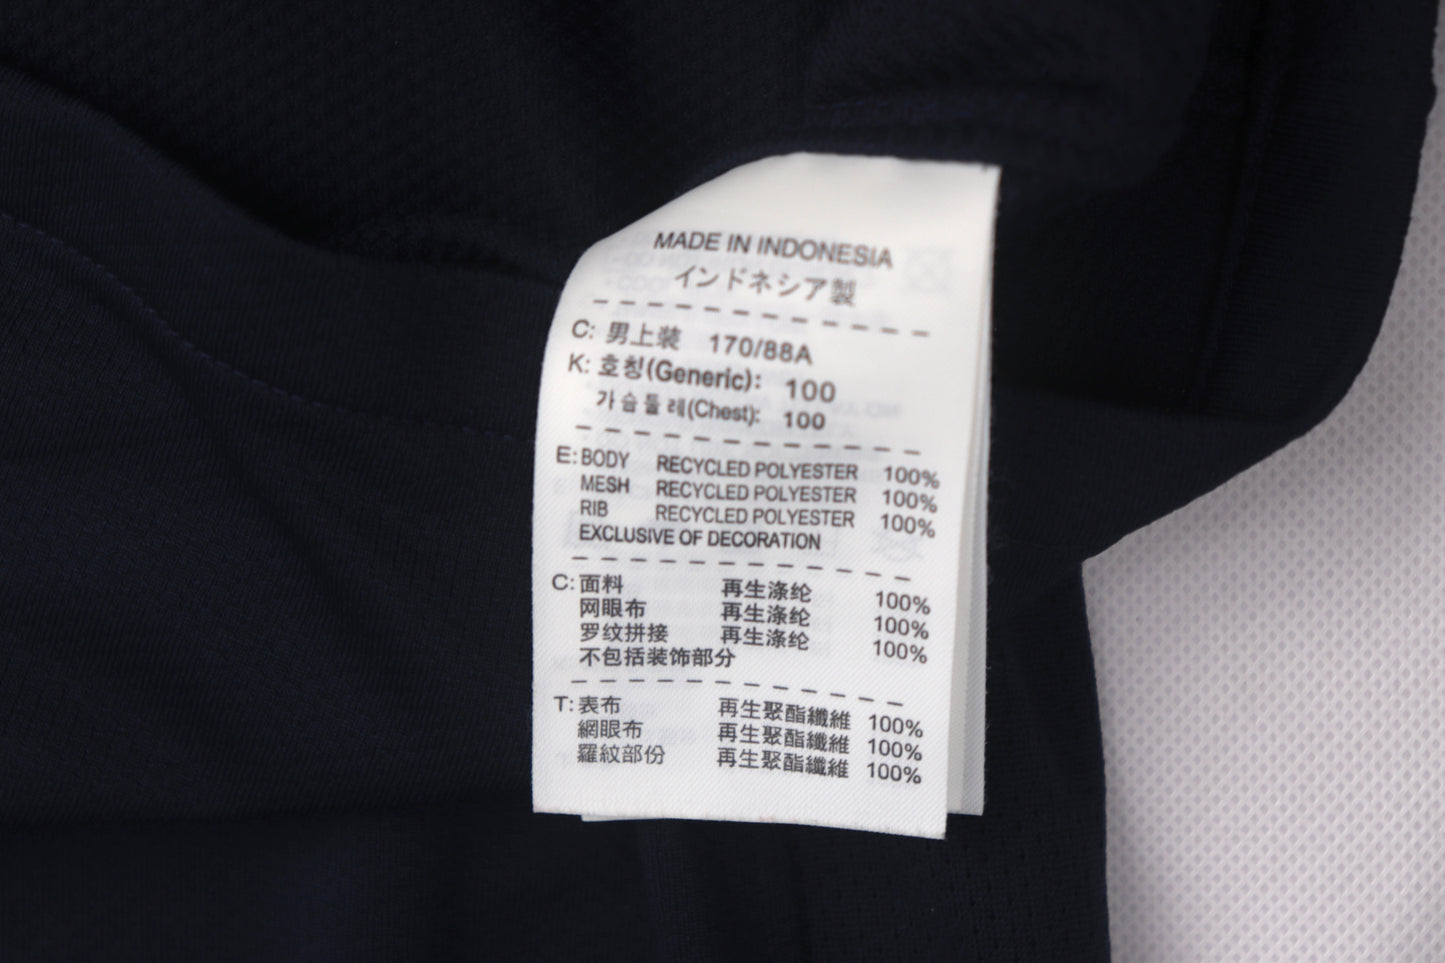 MADE IN INDONESIA
インドネシア製
C: 男上装 170/88A
K: 호칭(Generic): 100
가슴둘레(Chest): 100
E: BODY RECYCLED POLYESTER 100%
MESH RECYCLED POLYESTER 100%
RIB RECYCLED POLYESTER 100%
EXCLUSIVE OF DECORATION
C: 面料 再生涤纶 100%
网眼布 再生涤纶 100%
罗纹拼接 再生涤纶 100%
不包括装饰部分
T: 表布 再生聚酯纖維 100%
網眼布 再生聚酯纖維 100%
羅紋部份 再生聚酯纖維 100%